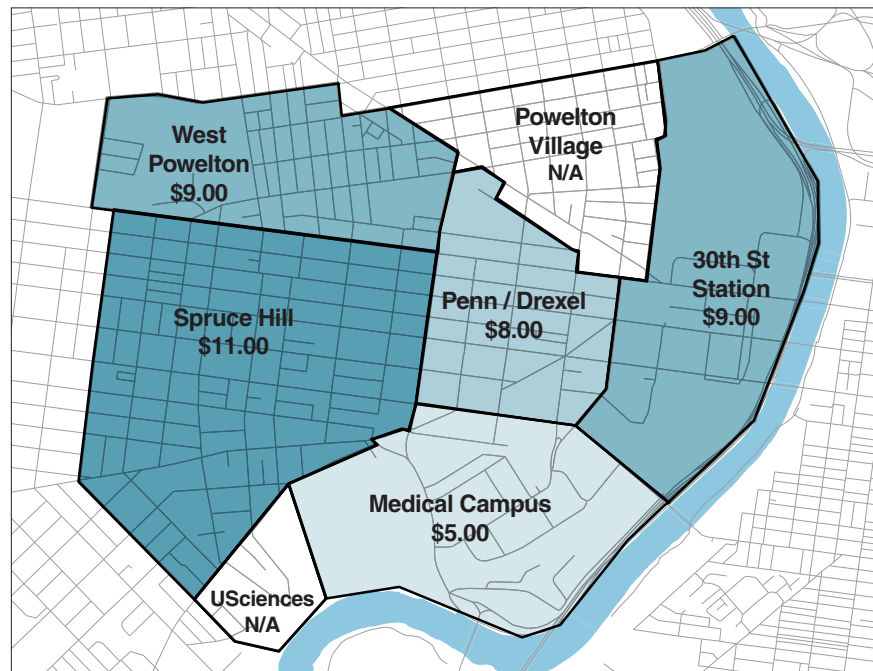 West
Powelton
$9.00
Powelton
Village
N/A
30th St
Station
$9.00
Penn / Drexel
$8.00
Spruce Hill
$11.00
Medical Campus
$5.00
USciences
N/A